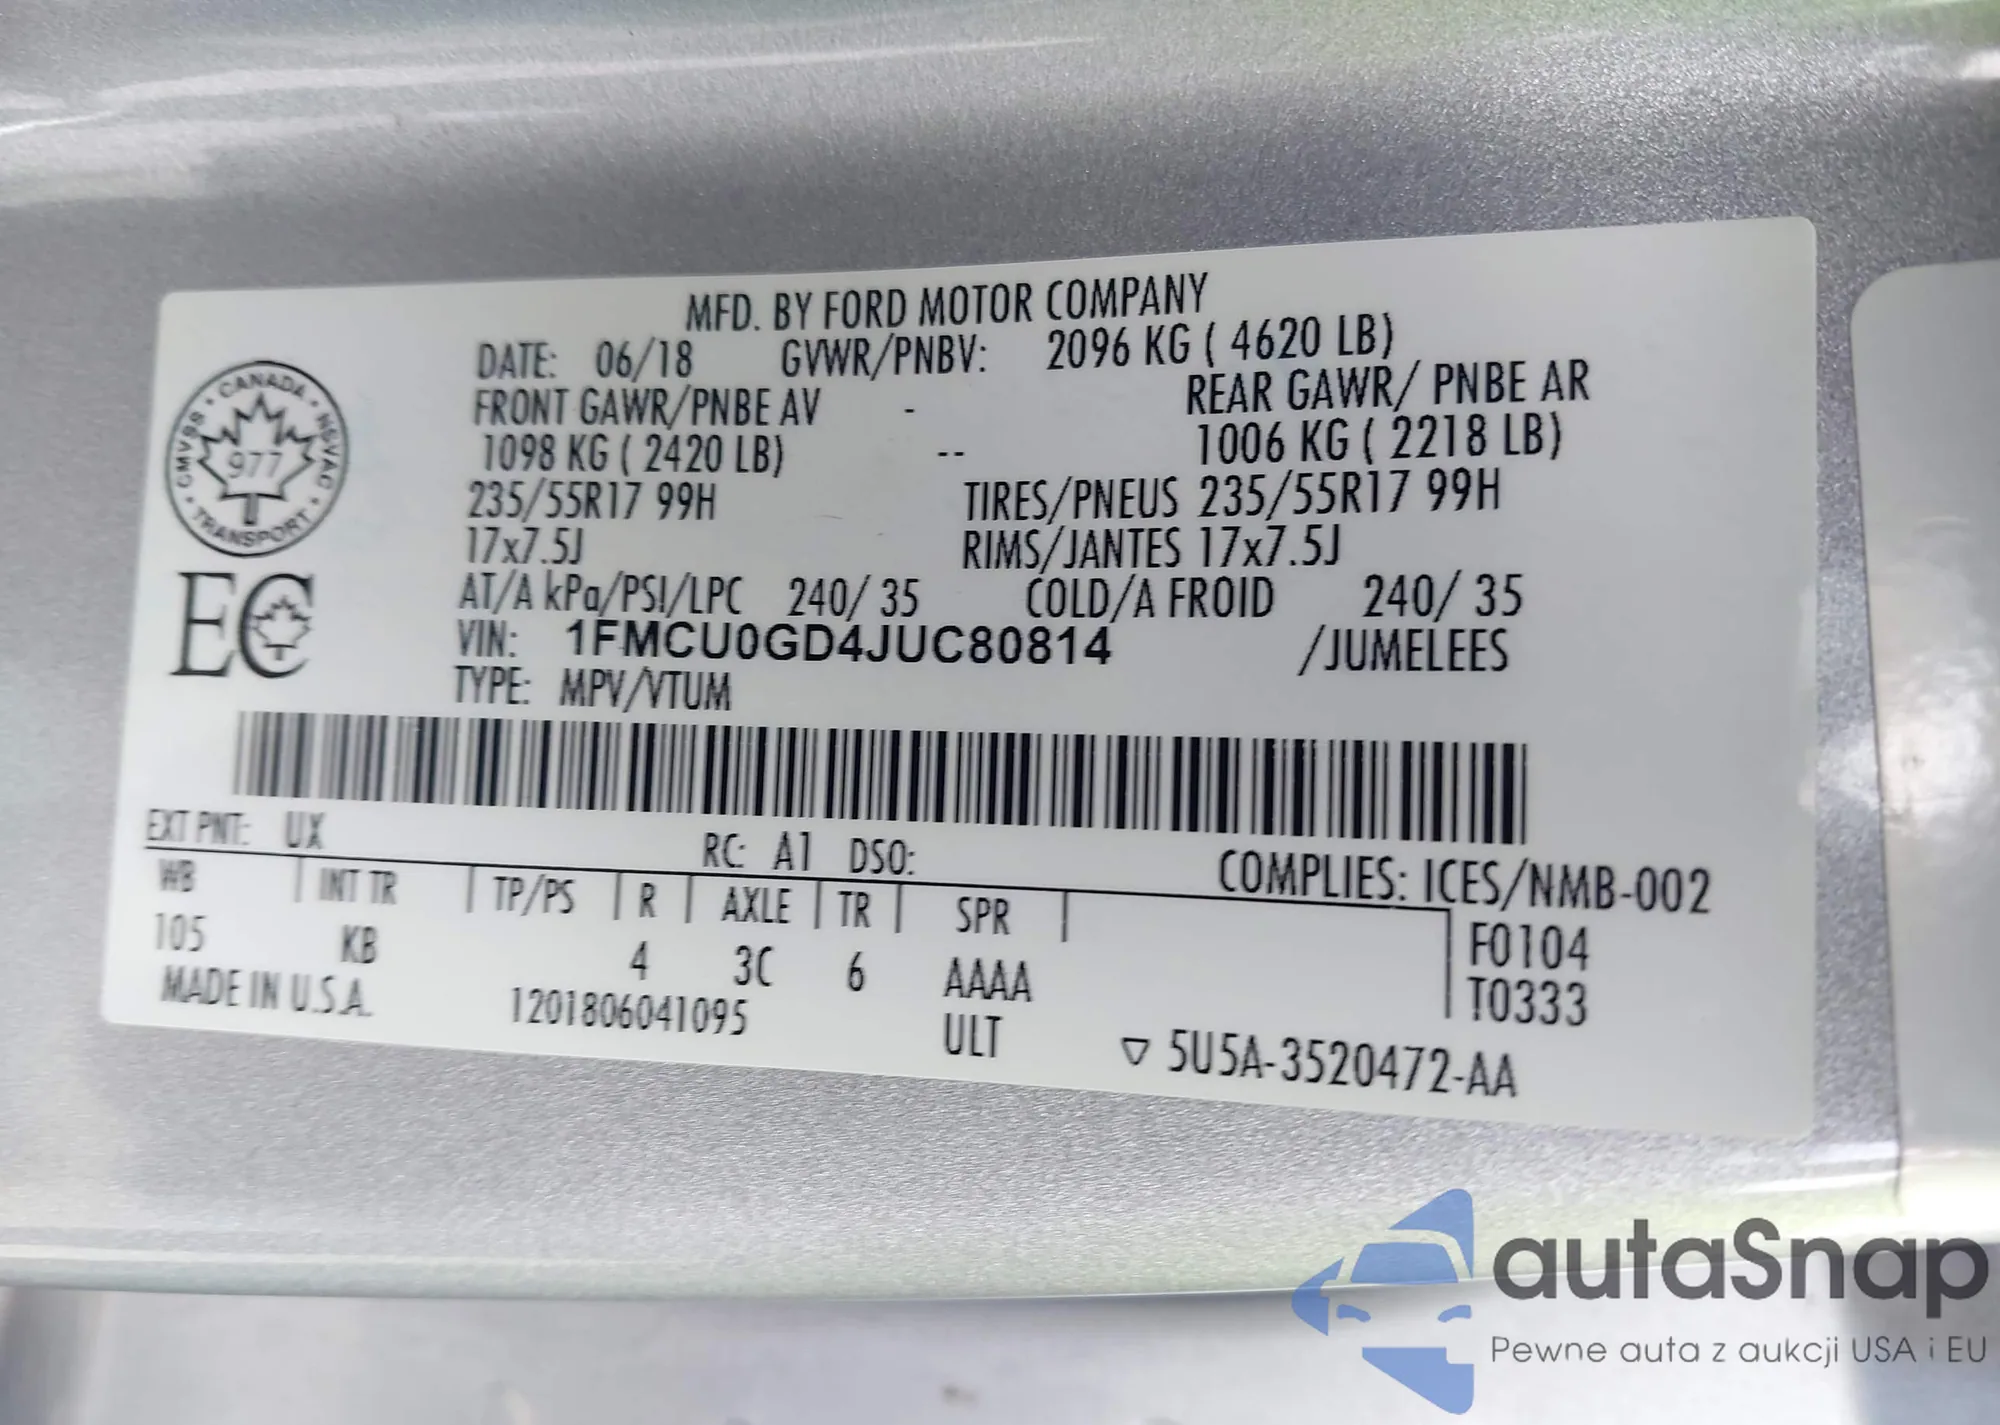 MFD. BY FORD MOTOR COMPANY
DATE: 06/18 GVWR/PNBV: 2096 KG ( 4620 LB)
FRONT GAWR/PNBE AV - REAR GAWR/ PNBE AR
1098 KG ( 2420 LB) -- 1006 KG ( 2218 LB)
235/55R17 99H TIRES/PNEUS 235/55R17 99H
17x7.5J RIMS/JANTES 17x7.5J
AT/A kPa/PSI/LPC 240/ 35 COLD/A FROID 240/ 35
VIN: 1FMCU0GD4JUC80814 /JUMELEES
TYPE: MPV/VTUM
CANADA • NSVAC • TRANSPORT • CMVSS •
977
EC
EXT PNT: UX RC: A1 DSO: COMPLIES: ICES/NMB-002
WB | INT TR | TP/PS | R | AXLE | TR | SPR | F0104
105 KB 4 3C 6 AAAA T0333
MADE IN U.S.A. 1201806041095 ULT ▽ 5U5A-3520472-AA
autaSnap
Pewne auta z aukcji USA i EU